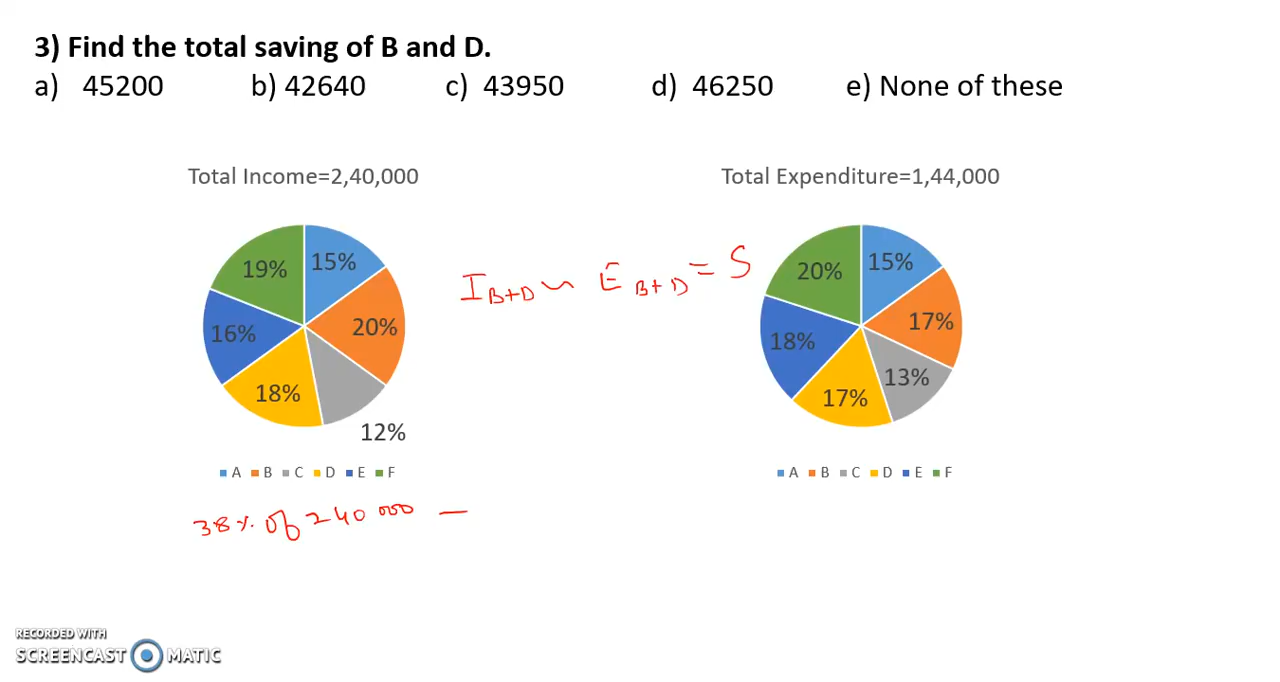 3) Find the total saving of B and D.
a) 45200 b) 42640 c) 43950 d) 46250 e) None of these
Total Income=2,40,000
19% 15%
16% 20%
18%
12%
A B C D E F
I B+D ~ E B+D = S
Total Expenditure=1,44,000
20% 15%
18% 17%
17% 13%
A B C D E F
38% of 240 000 —
RECORDED WITH
SCREENCAST MATIC